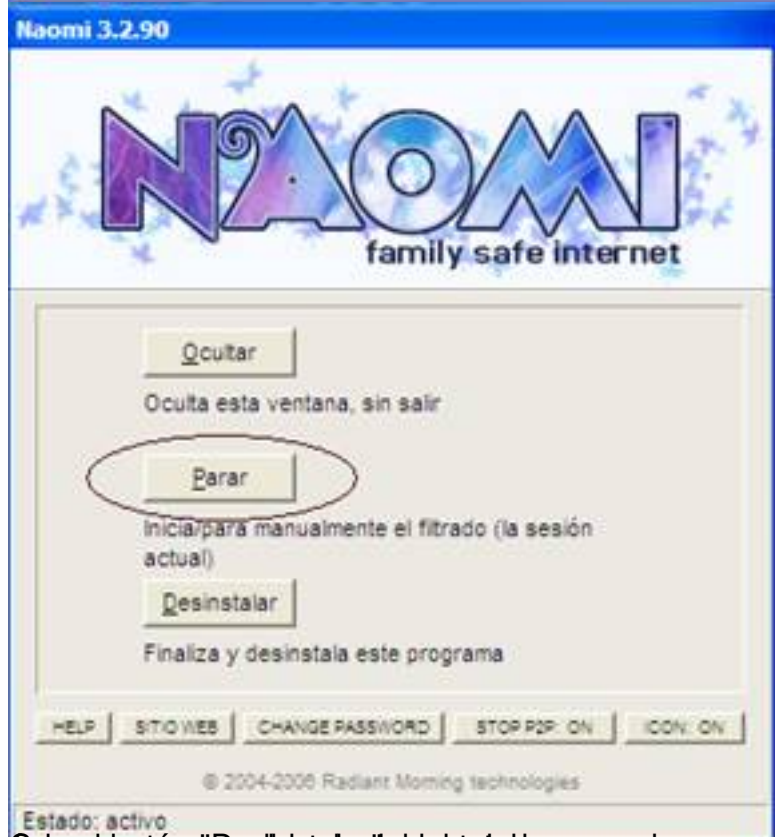 Naomi 3.2.90
NAOMI
family safe internet
Ocultar
Oculta esta ventana, sin salir
Parar
Inicia/para manualmente el filtrado (la sesión
actual)
Desinstalar
Finaliza y desinstala este programa
HELP SITIO WEB CHANGE PASSWORD STOP P2P: ON ICON: ON
© 2004-2006 Radiant Morning technologies
Estado: activo